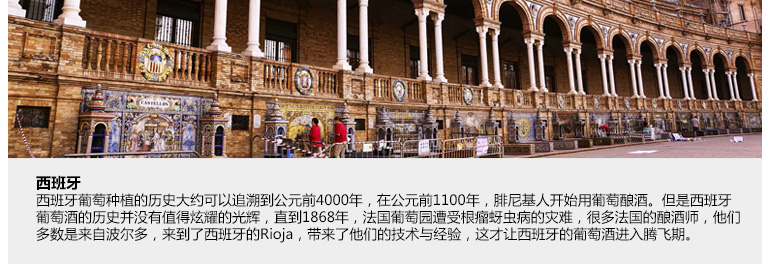 CASTELLON
西班牙
西班牙葡萄种植的历史大约可以追溯到公元前4000年，在公元前1100年，腓尼基人开始用葡萄酿酒。但是西班牙
葡萄酒的历史并没有值得炫耀的光辉，直到1868年，法国葡萄园遭受根瘤蚜虫病的灾难，很多法国的酿酒师，他们
多数是来自波尔多，来到了西班牙的Rioja，带来了他们的技术与经验，这才让西班牙的葡萄酒进入腾飞期。